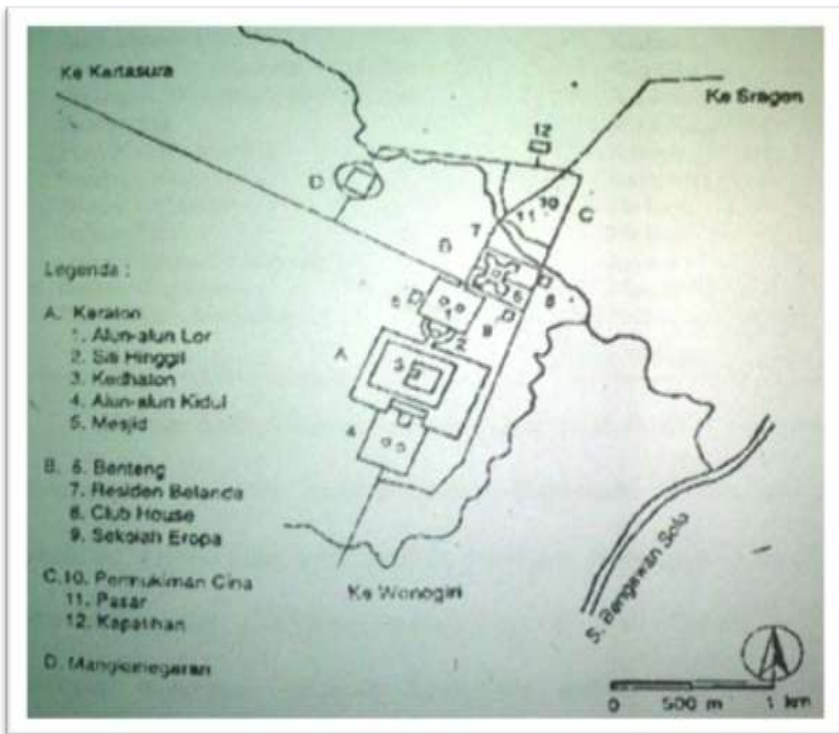 Ke Kartasura
Ke Sragen
12
D
11
10
C
7
B
6
8
5
1
9
2
A
3
4
Legenda :
A. Karaton
1. Alun-alun Lor
2. Siti Hinggil
3. Kedhaton
4. Alun-alun Kidul
5. Mesjid
B. 6. Benteng
7. Residen Belanda
8. Club House
9. Sekolah Eropa
C.10. Permukiman Cina
11. Pasar
12. Kapatihan
D. Mangkunegaran
Ke Wonogiri
S. Bengawan Solo
0 500 m 1 km